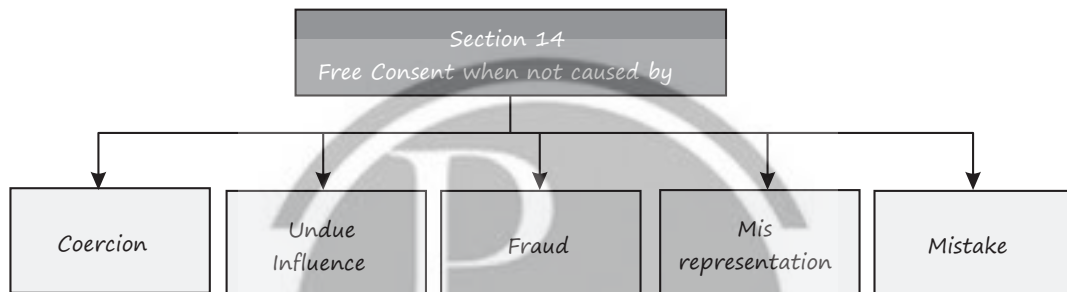 Section 14
Free Consent when not caused by
Coercion
Undue
Influence
Fraud
Mis
representation
Mistake
P